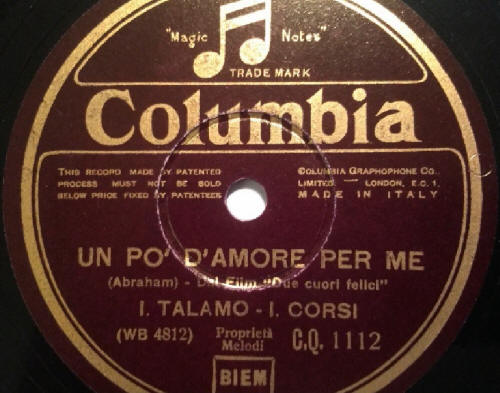 "Magic Notes"
TRADE MARK
Columbia
THIS RECORD MADE BY PATENTED
PROCESS MUST NOT BE SOLD
BELOW PRICE FIXED BY PATENTEES
COLUMBIA GRAPHOPHONE CO.,
LIMITED. — LONDON, E.C.1.
MADE IN ITALY
UN PO' D'AMORE PER ME
(Abraham) - Dal Film "Due cuori felici"
I. TALAMO - I. CORSI
(WB 4812)
Proprietà
Melodi
C.Q. 1112
BIEM